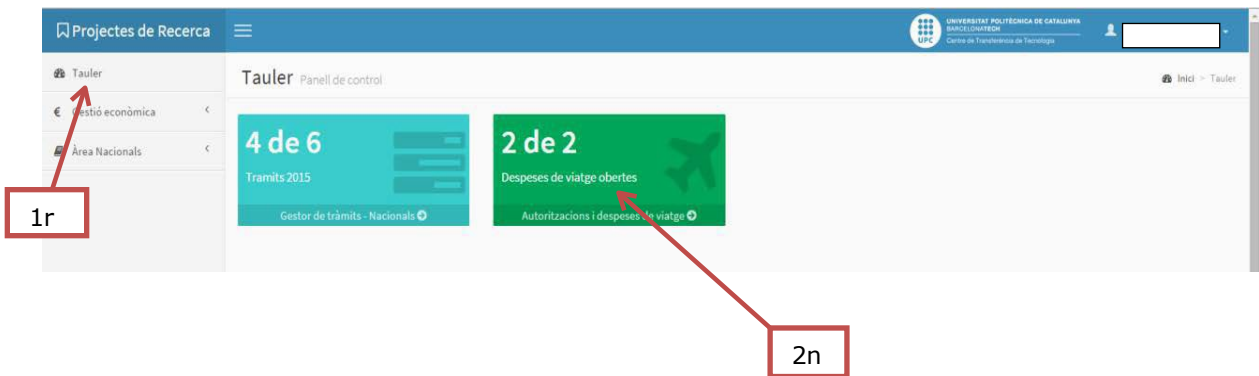 Projectes de Recerca
UNIVERSITAT POLITÈCNICA DE CATALUNYA
BARCELONATECH
Centre de Transferència de Tecnologia
UPC
Tauler
Tauler Panell de control
Inici > Tauler
€ Gestió econòmica
Àrea Nacionals
4 de 6
Tramits 2015
Gestor de tràmits - Nacionals
2 de 2
Despeses de viatge obertes
Autoritzacions i despeses de viatge
1r
2n